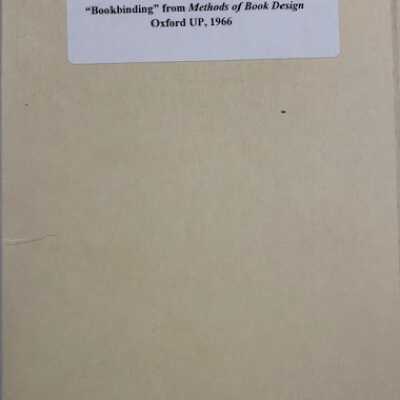 “Bookbinding” from Methods of Book Design
Oxford UP, 1966